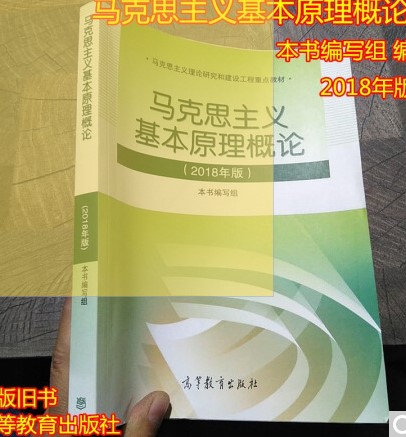 马克思主义基本原理概论
本书编写组 编
2018年版
·马克思主义理论研究和建设工程重点教材·
马克思主义
基本原理概论
(2018年版)
本书编写组
高等教育出版社
马克思主义基本原理概论
(2018年版)
本书编写组
版旧书
等教育出版社